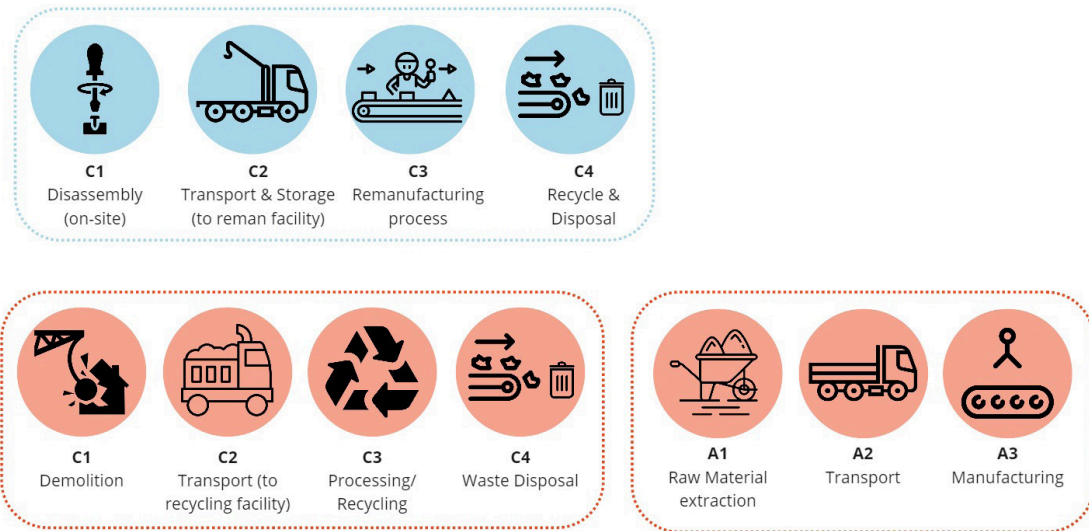 C1
Disassembly
(on-site)
C2
Transport & Storage
(to reman facility)
C3
Remanufacturing
process
C4
Recycle &
Disposal
C1
Demolition
C2
Transport (to
recycling facility)
C3
Processing/
Recycling
C4
Waste Disposal
A1
Raw Material
extraction
A2
Transport
A3
Manufacturing